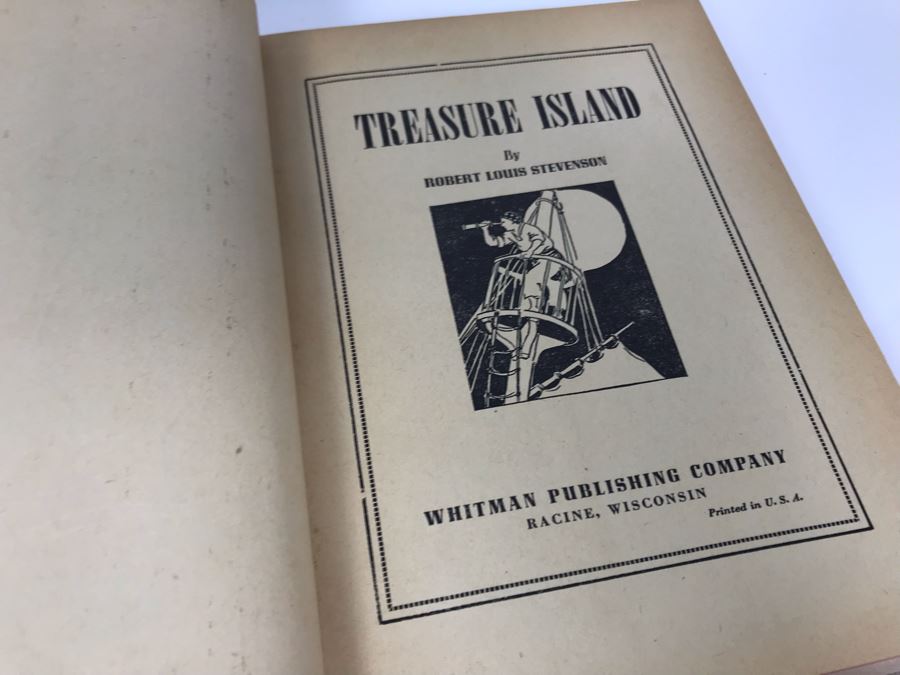 TREASURE ISLAND
By
ROBERT LOUIS STEVENSON
WHITMAN PUBLISHING COMPANY
RACINE, WISCONSIN
Printed in U. S. A.